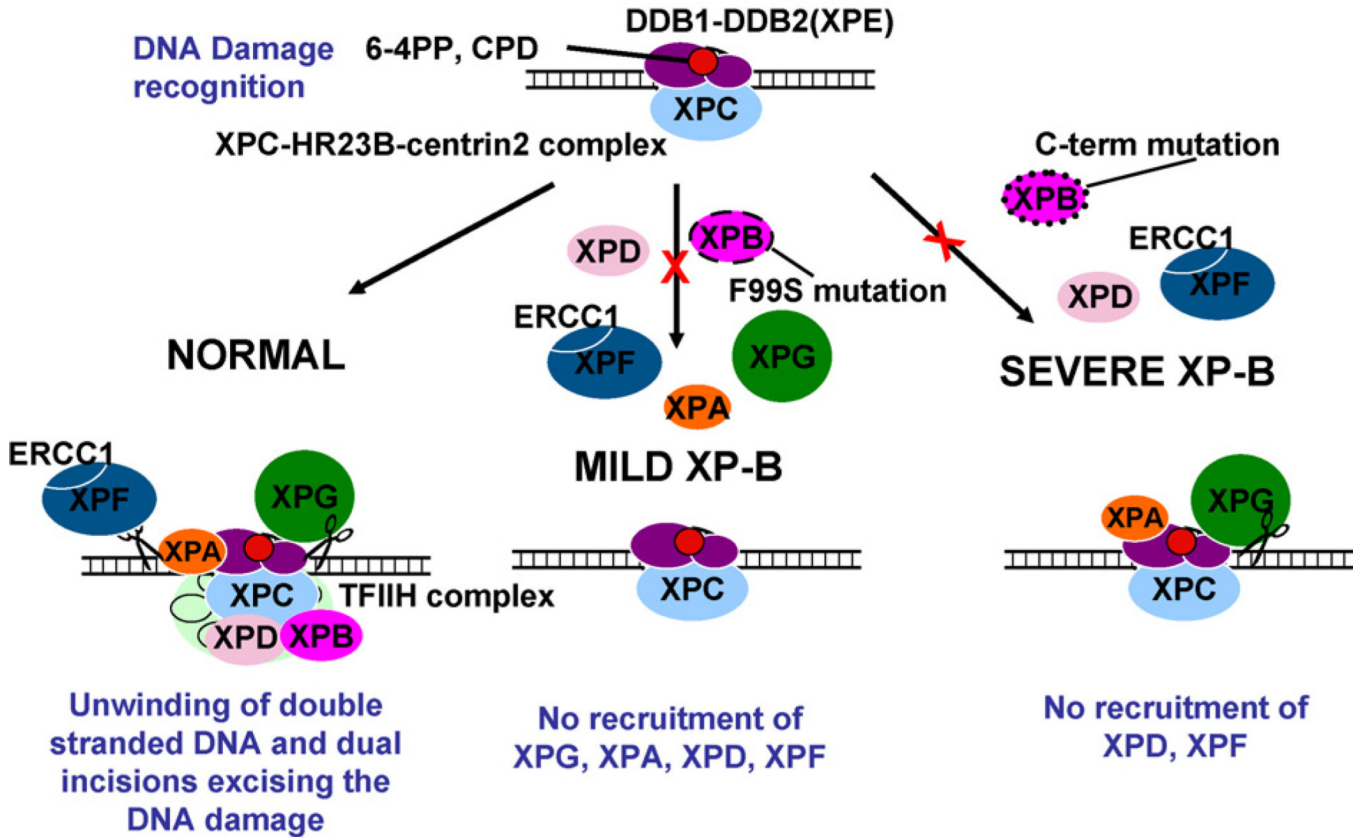 DDB1-DDB2(XPE)
DNA Damage
recognition
6-4PP, CPD
XPC
XPC-HR23B-centrin2 complex
C-term mutation
XPB
XPD
XPB
ERCC1
XPF
XPD
X
X
F99S mutation
ERCC1
XPF
XPG
XPA
NORMAL
SEVERE XP-B
MILD XP-B
ERCC1
XPF
XPG
XPA
XPC
TFIIH complex
XPD
XPB
XPC
XPA
XPG
XPC
Unwinding of double
stranded DNA and dual
incisions excising the
DNA damage
No recruitment of
XPG, XPA, XPD, XPF
No recruitment of
XPD, XPF